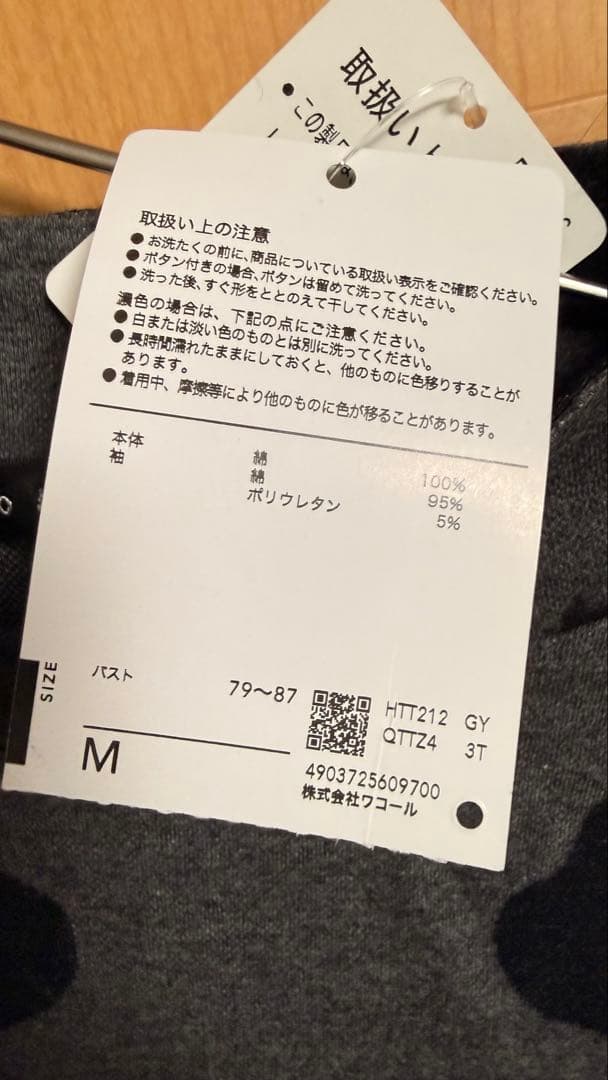 取扱い
● この製
取扱い上の注意
● お洗たくの前に、商品についている取扱い表示をご確認ください。
● ボタン付きの場合、ボタンは留めて洗ってください。
● 洗った後、すぐ形をととのえて干してください。
濃色の場合は、下記の点にご注意ください。
● 白または淡い色のものとは別に洗ってください。
● 長時間濡れたままにしておくと、他のものに色移りすることが
あります。
● 着用中、摩擦等により他のものに色が移ることがあります。
本体 綿 100%
袖 綿 95%
ポリウレタン 5%
SIZE
バスト 79〜87
M
HTT212 GY
QTTZ4 3T
4903725609700
株式会社ワコール